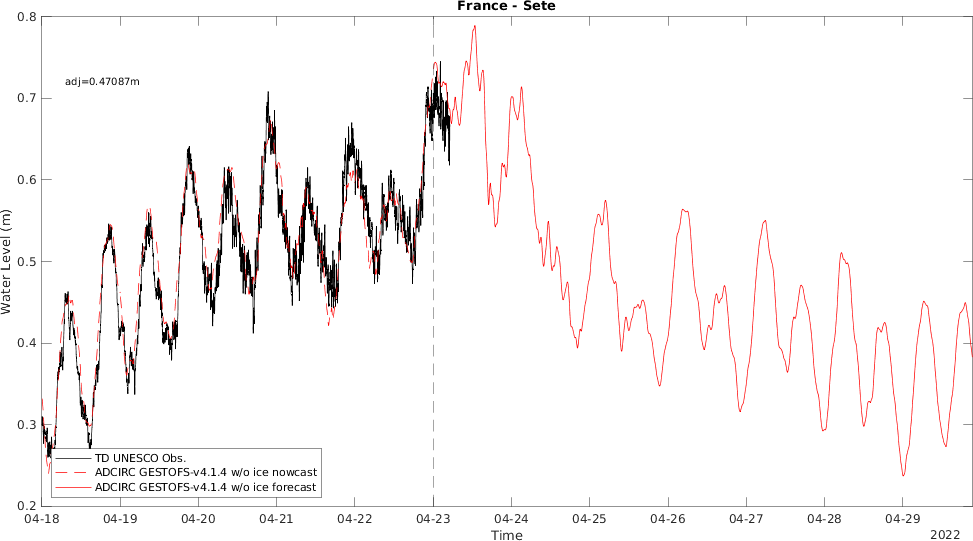 France - Sete
adj=0.47087m
Water Level (m)
0.8
0.7
0.6
0.5
0.4
0.3
0.2
TD UNESCO Obs.
ADCIRC GESTOFS-v4.1.4 w/o ice nowcast
ADCIRC GESTOFS-v4.1.4 w/o ice forecast
04-18 04-19 04-20 04-21 04-22 04-23 04-24 04-25 04-26 04-27 04-28 04-29
Time
2022